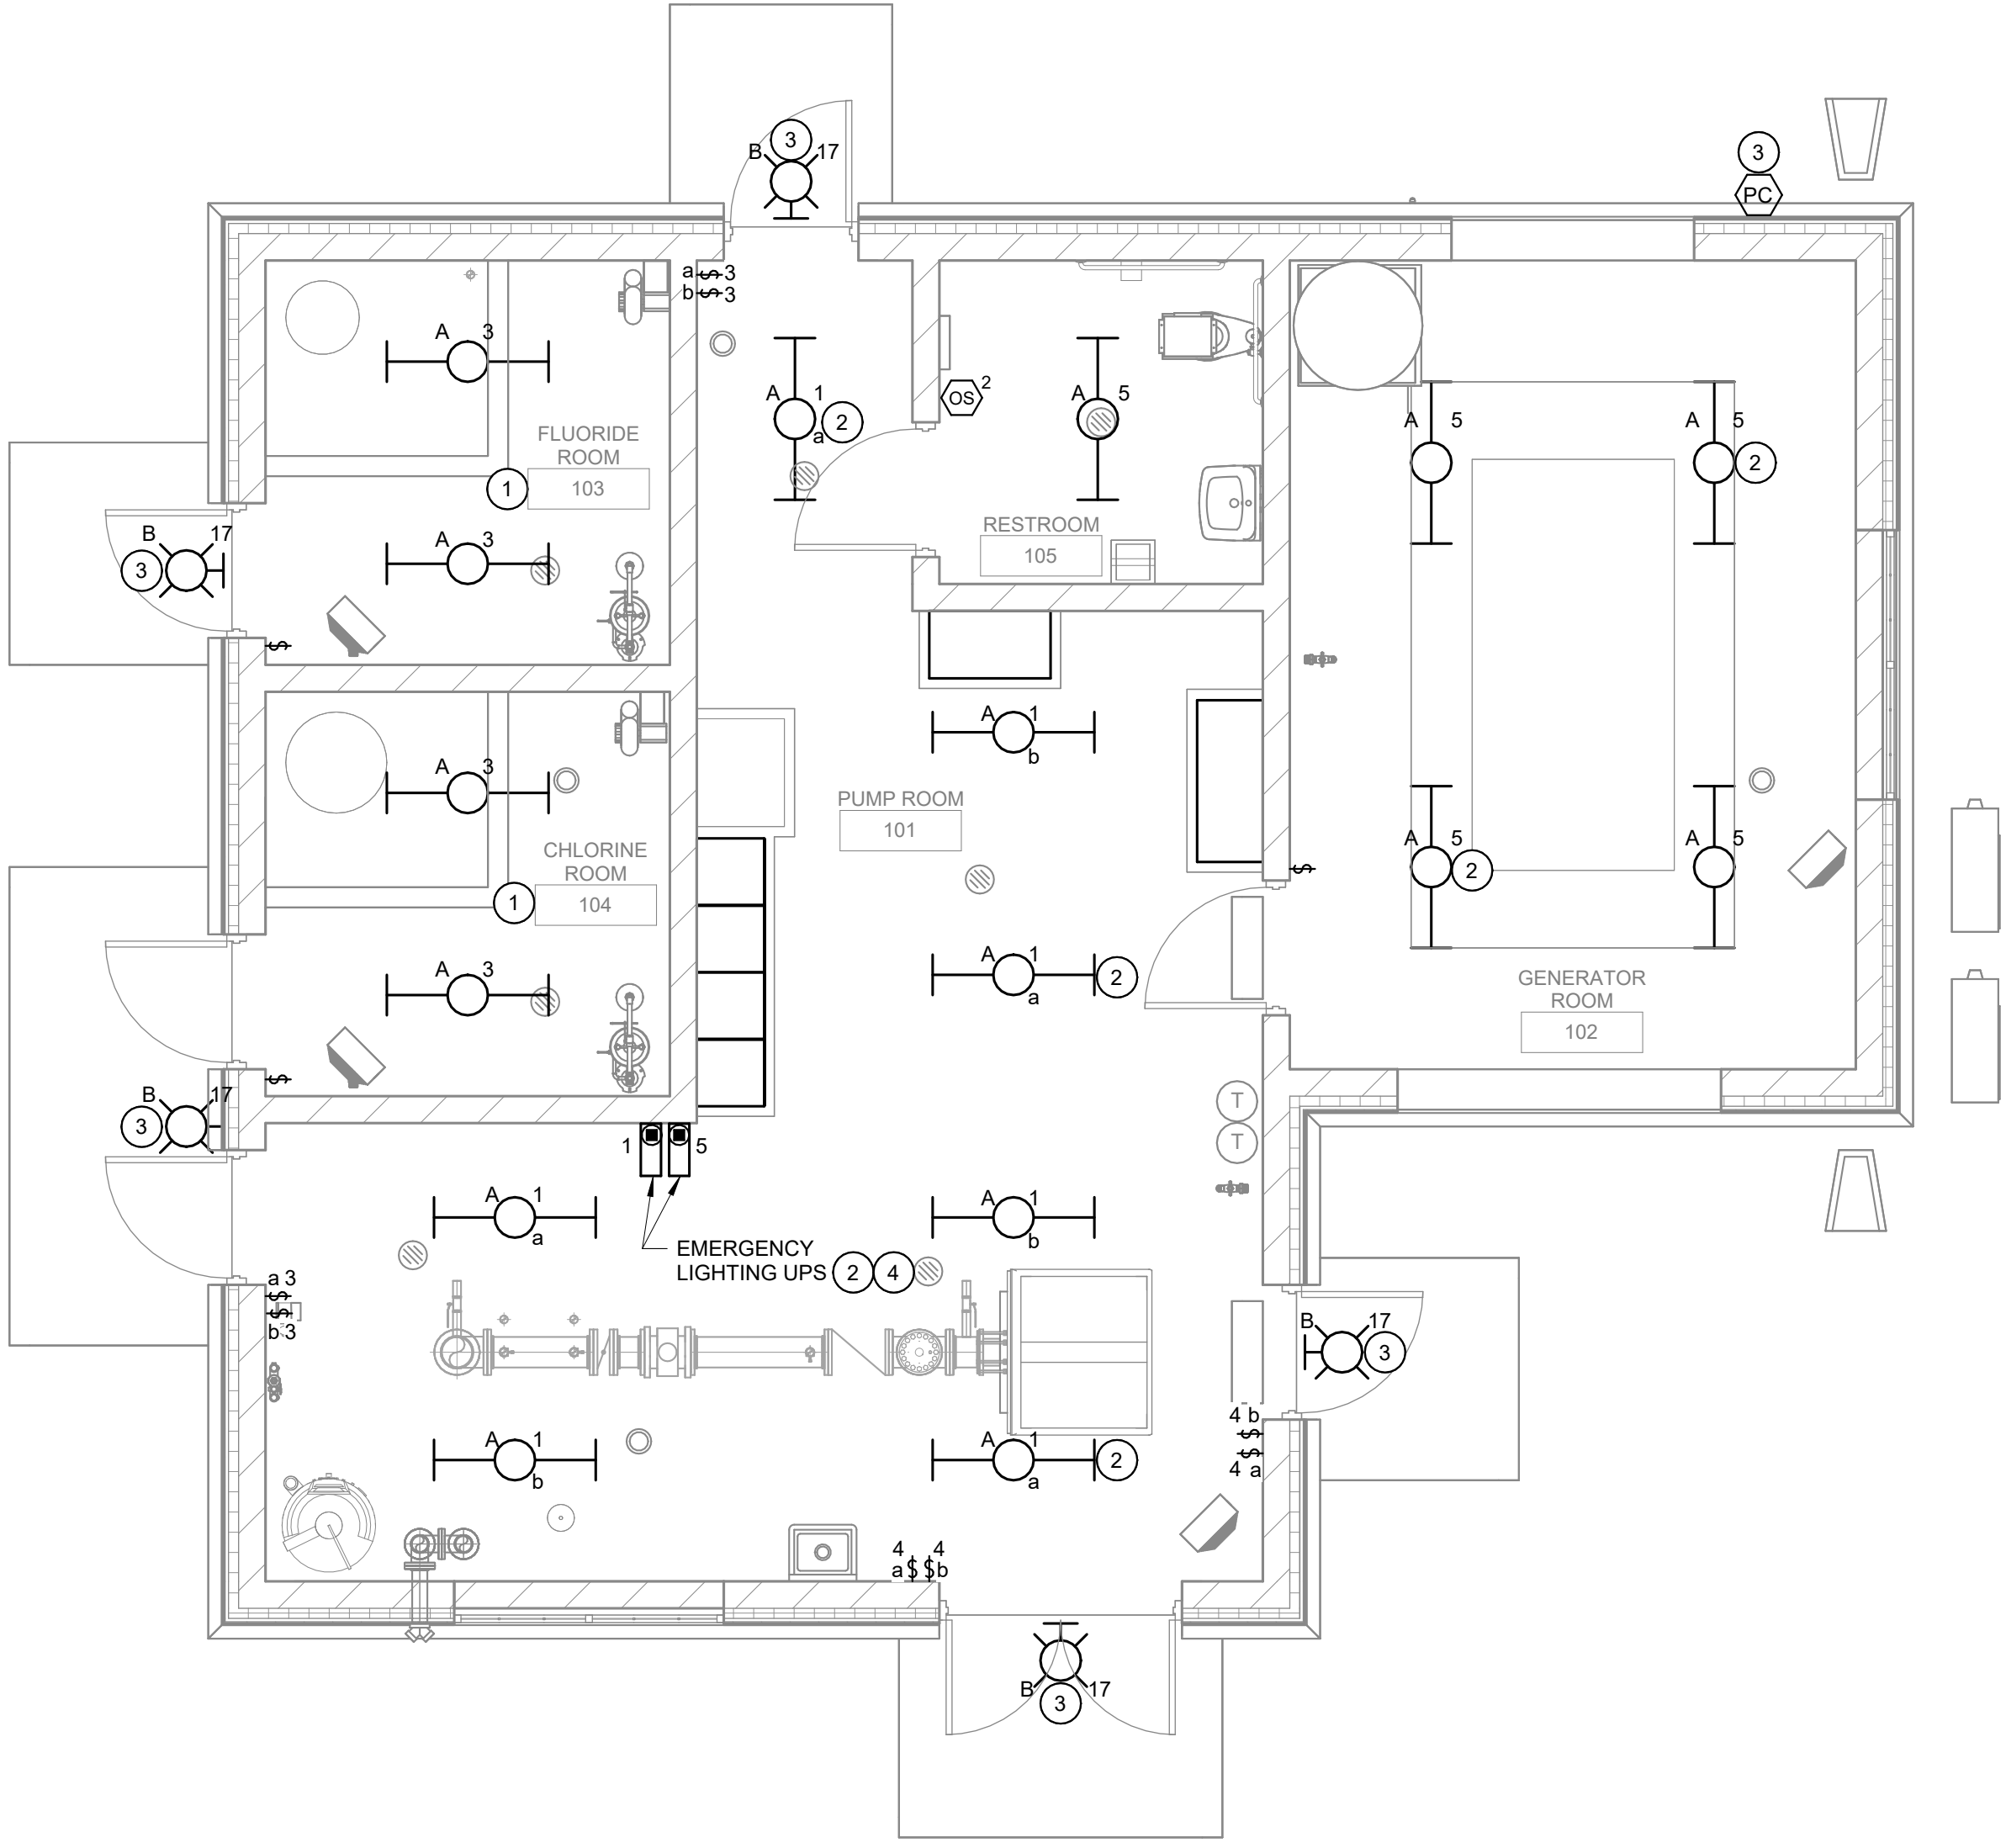 3
B 17
3
PC
a $ 3
b $ 3
A 3
A 1
2
a
OS 2
A 5
A 5
A 5
2
FLUORIDE
ROOM
1 103
RESTROOM
105
B 17
3
A 3
$
A 1
b
A 3
PUMP ROOM
101
CHLORINE
ROOM
1 104
A 5
2
A 5
$
A 3
A 1
2
a
GENERATOR
ROOM
102
$
B 17
3
T
T
1 5
A 1
a
A 1
b
EMERGENCY
LIGHTING UPS 2 4
a 3
$
$
b 3
B 17
3
4 b
$
$
4 a
A 1
b
A 1
2
a
4 4
a $ $ b
B 17
3